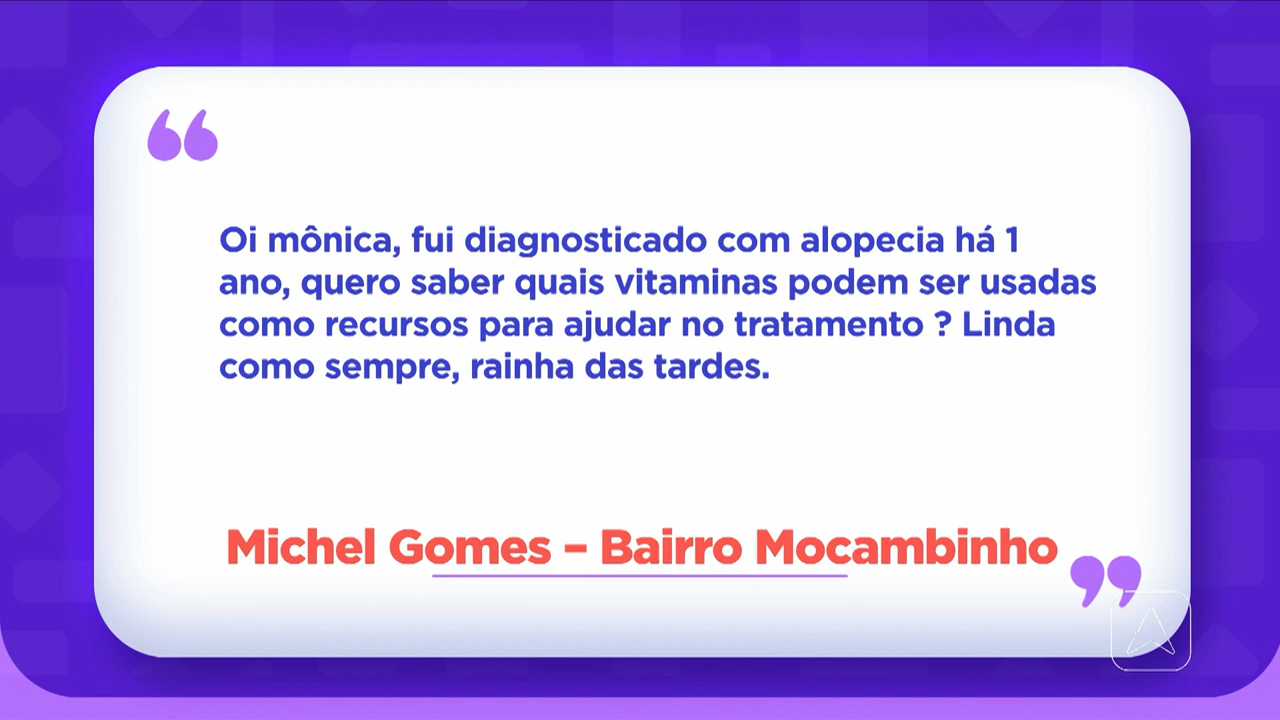 Oi mônica, fui diagnosticado com alopecia há 1
ano, quero saber quais vitaminas podem ser usadas
como recursos para ajudar no tratamento ? Linda
como sempre, rainha das tardes.
Michel Gomes – Bairro Mocambinho